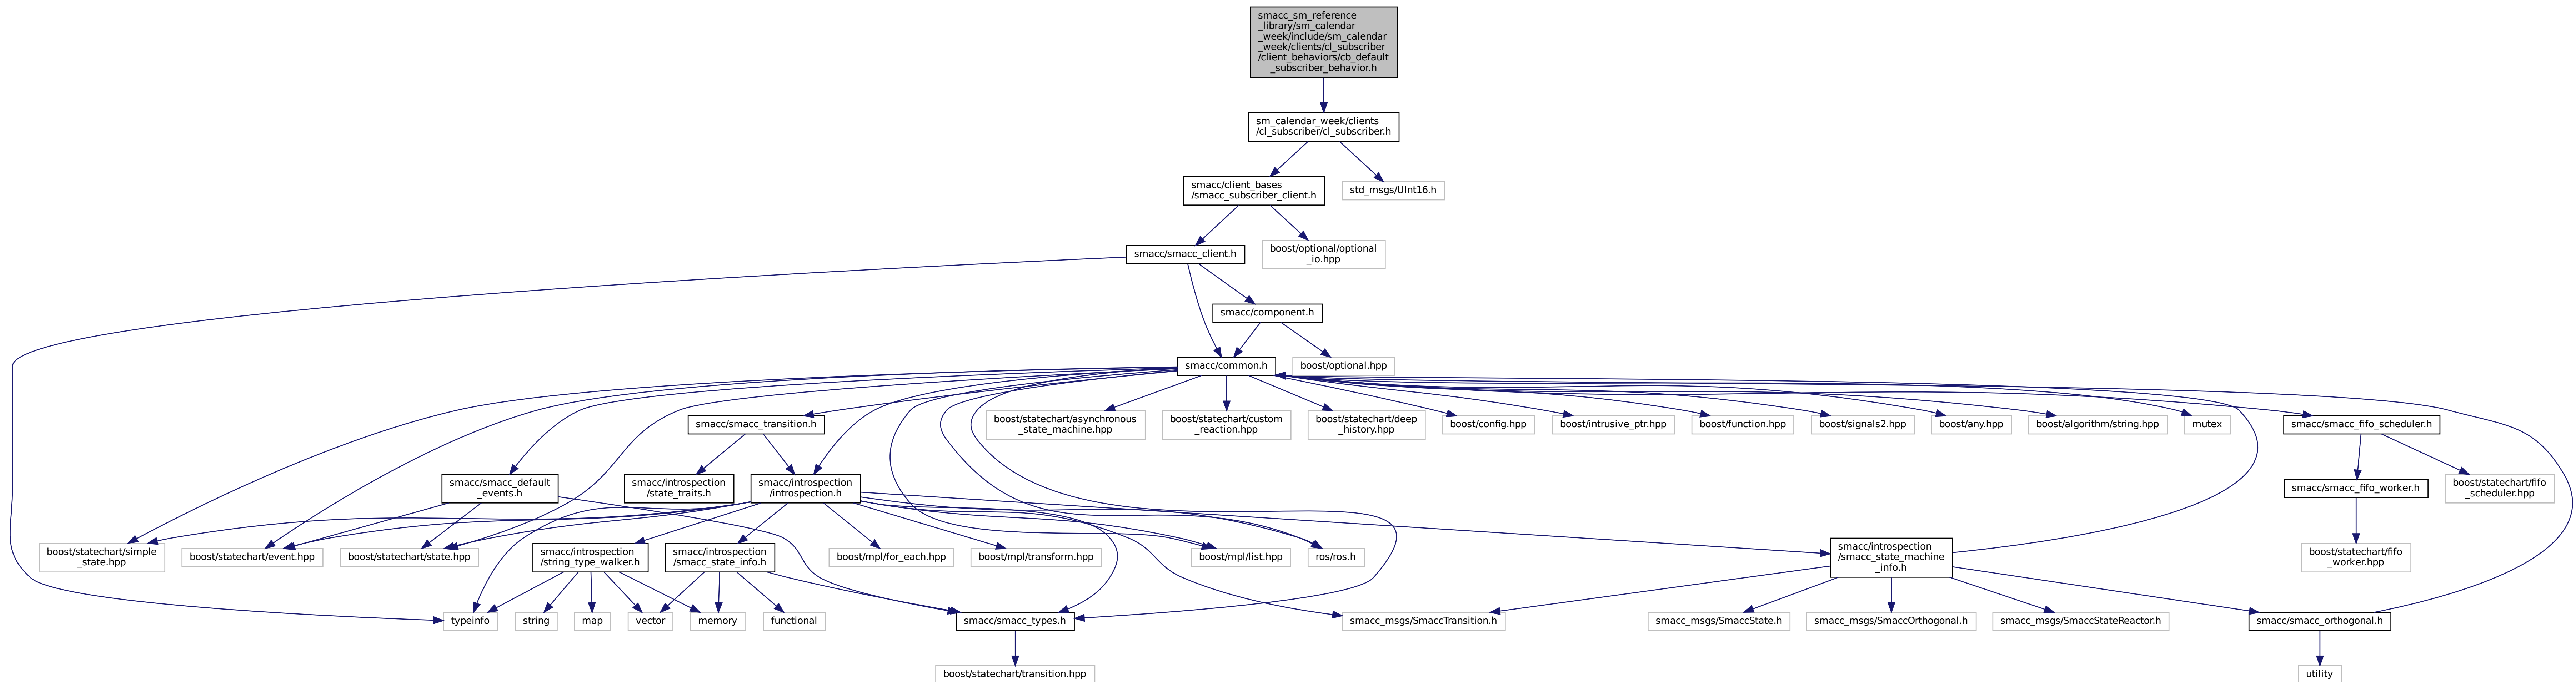 smacc_sm_reference
_library/sm_calendar
_week/include/sm_calendar
_week/clients/cl_subscriber
/client_behaviors/cb_default
_subscriber_behavior.h
sm_calendar_week/clients
/cl_subscriber/cl_subscriber.h
smacc/client_bases
/smacc_subscriber_client.h
std_msgs/UInt16.h
smacc/smacc_client.h
boost/optional/optional
_io.hpp
smacc/component.h
smacc/common.h
boost/optional.hpp
smacc/smacc_transition.h
boost/statechart/asynchronous
_state_machine.hpp
boost/statechart/custom
_reaction.hpp
boost/statechart/deep
_history.hpp
boost/config.hpp
boost/intrusive_ptr.hpp
boost/function.hpp
boost/signals2.hpp
boost/any.hpp
boost/algorithm/string.hpp
mutex
smacc/smacc_fifo_scheduler.h
smacc/smacc_default
_events.h
smacc/introspection
/state_traits.h
smacc/introspection
/introspection.h
smacc/smacc_fifo_worker.h
boost/statechart/fifo
_scheduler.hpp
boost/statechart/simple
_state.hpp
boost/statechart/event.hpp
boost/statechart/state.hpp
smacc/introspection
/string_type_walker.h
smacc/introspection
/smacc_state_info.h
boost/mpl/for_each.hpp
boost/mpl/transform.hpp
boost/mpl/list.hpp
ros/ros.h
smacc/introspection
/smacc_state_machine
_info.h
boost/statechart/fifo
_worker.hpp
typeinfo
string
map
vector
memory
functional
smacc/smacc_types.h
smacc_msgs/SmaccTransition.h
smacc_msgs/SmaccState.h
smacc_msgs/SmaccOrthogonal.h
smacc_msgs/SmaccStateReactor.h
smacc/smacc_orthogonal.h
boost/statechart/transition.hpp
utility